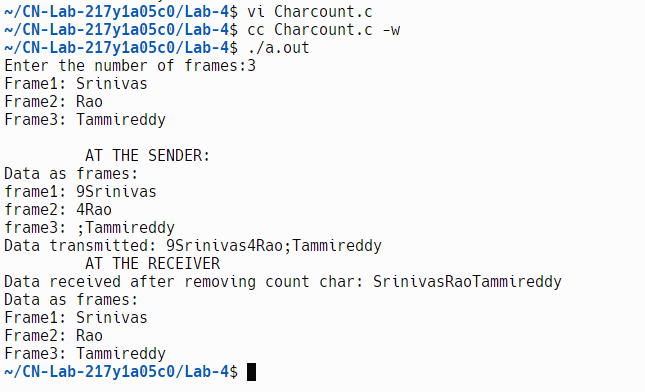 ~/CN-Lab-217y1a05c0/Lab-4$ vi Charcount.c
~/CN-Lab-217y1a05c0/Lab-4$ cc Charcount.c -w
~/CN-Lab-217y1a05c0/Lab-4$ ./a.out
Enter the number of frames:3
Frame1: Srinivas
Frame2: Rao
Frame3: Tammireddy
AT THE SENDER:
Data as frames:
frame1: 9Srinivas
frame2: 4Rao
frame3: ;Tammireddy
Data transmitted: 9Srinivas4Rao;Tammireddy
AT THE RECEIVER
Data received after removing count char: SrinivasRaoTammireddy
Data as frames:
Frame1: Srinivas
Frame2: Rao
Frame3: Tammireddy
~/CN-Lab-217y1a05c0/Lab-4$